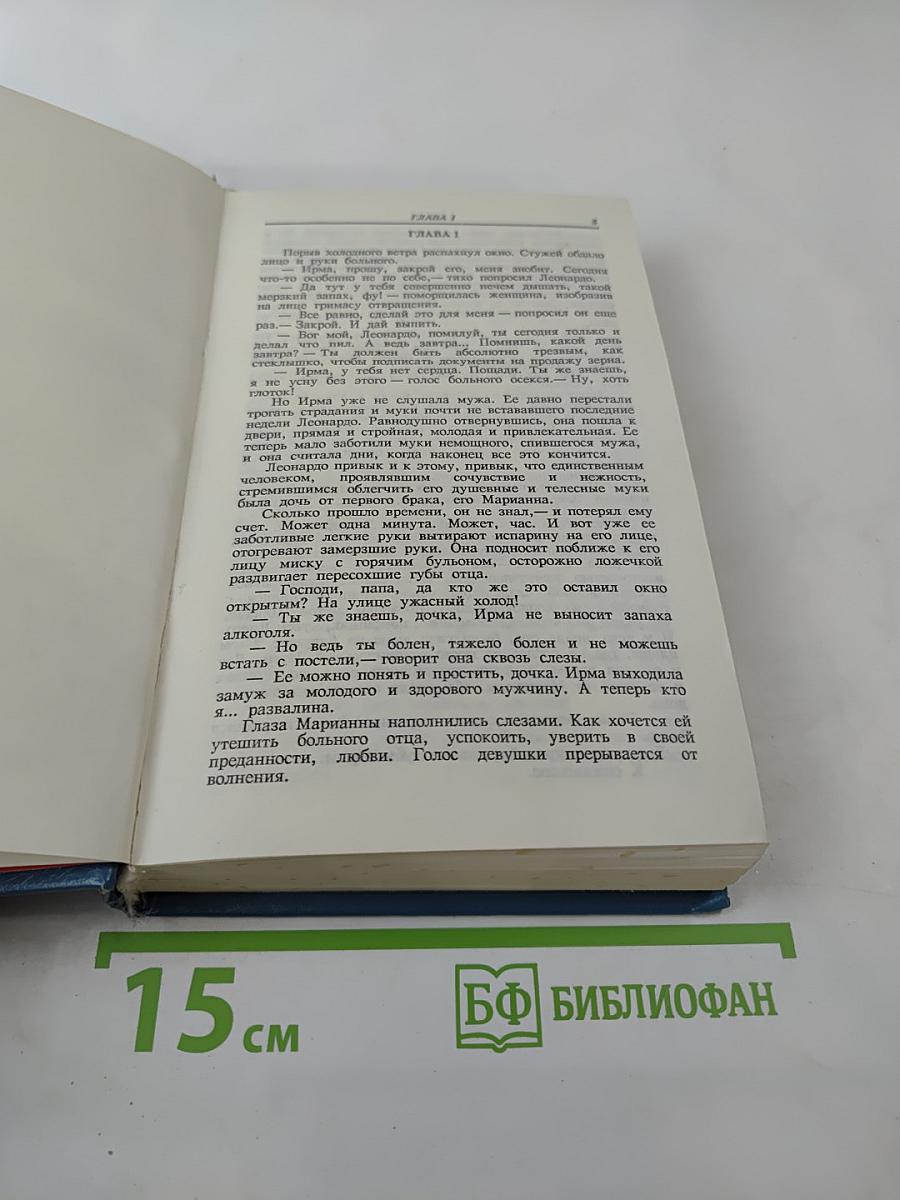 ГЛАВА 1
ГЛАВА 1
Порыв холодного ветра распахнул окно. Стужей обдало
лицо и руки больного.
— Ирма, прошу, закрой его, меня знобит. Сегодня
что-то особенно не по себе,— тихо попросил Леонардо.
— Да тут у тебя совершенно нечем дышать, такой
мерзкий запах, фу! — поморщилась женщина, изобразив
на лице гримасу отвращения.
— Все равно, сделай это для меня — попросил он еще
раз.— Закрой. И дай выпить.
— Бог мой, Леонардо, помилуй, ты сегодня только и
делал что пил. А ведь завтра... Помнишь, какой день
завтра? — Ты должен быть абсолютно трезвым, как
стеклышко, чтобы подписать документы на продажу зерна.
— Ирма, у тебя нет сердца. Пощади. Ты же знаешь,
я не усну без этого — голос больного осекся.— Ну, хоть
глоток!
Но Ирма уже не слушала мужа. Ее давно перестали
трогать страдания и муки почти не встававшего последние
недели Леонардо. Равнодушно отвернувшись, она пошла к
двери, прямая и стройная, молодая и привлекательная. Ее
теперь мало заботили муки немощного, спившегося мужа,
и она считала дни, когда наконец все это кончится.
Леонардо привык и к этому, привык, что единственным
человеком, проявлявшим сочувствие и нежность,
стремившимся облегчить его душевные и телесные муки
была дочь от первого брака, его Марианна.
Сколько прошло времени, он не знал,— и потерял ему
счет. Может одна минута. Может, час. И вот уже ее
заботливые легкие руки вытирают испарину на его лице,
отогревают замерзшие руки. Она подносит поближе к его
лицу миску с горячим бульоном, осторожно ложечкой
раздвигает пересохшие губы отца.
— Господи, папа, да кто же это оставил окно
открытым? На улице ужасный холод!
— Ты же знаешь, дочка, Ирма не выносит запаха
алкоголя.
— Но ведь ты болен, тяжело болен и не можешь
встать с постели,— говорит она сквозь слезы.
— Ее можно понять и простить, дочка. Ирма выходила
замуж за молодого и здорового мужчину. А теперь кто
я... развалина.
Глаза Марианны наполнились слезами. Как хочется ей
утешить больного отца, успокоить, уверить в своей
преданности, любви. Голос девушки прерывается от
волнения.
15 см
БФ БИБЛИОФАН